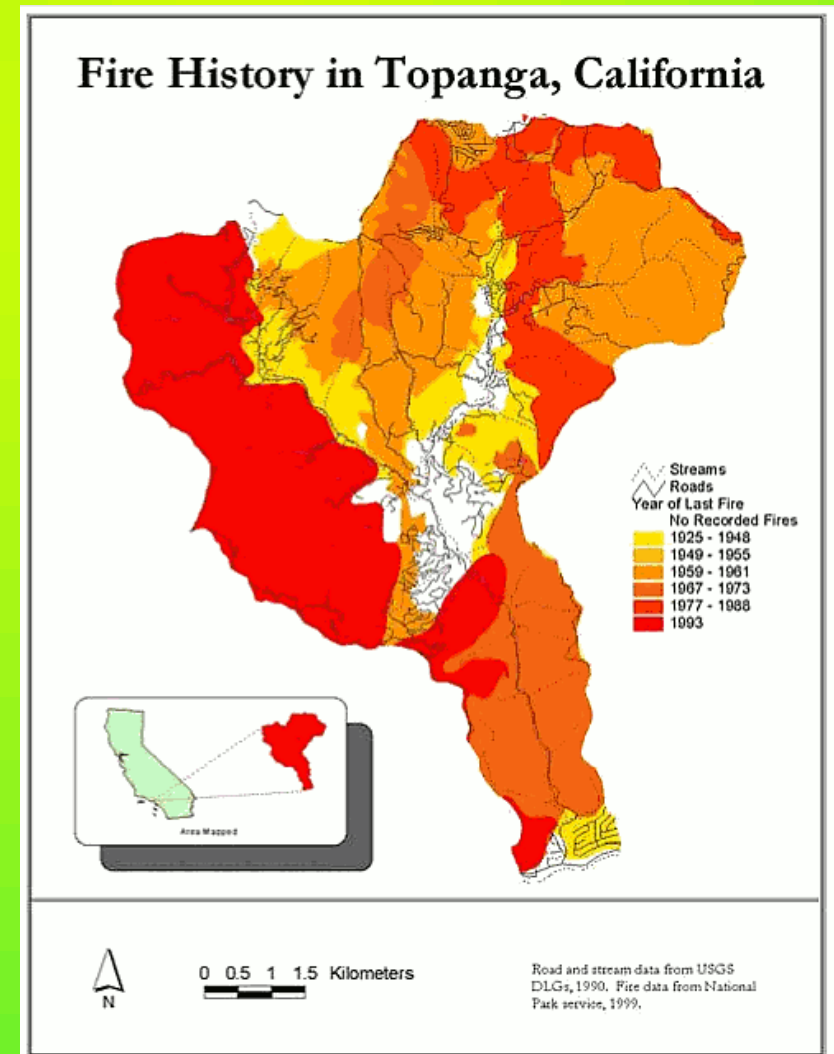 Fire History in Topanga, California
Streams
Roads
Year of Last Fire
No Recorded Fires
1925 - 1948
1949 - 1955
1959 - 1961
1967 - 1973
1977 - 1988
1993
Area Mapped
N
0 0.5 1 1.5 Kilometers
Road and stream data from USGS
DLGs, 1990. Fire data from National
Park service, 1999.